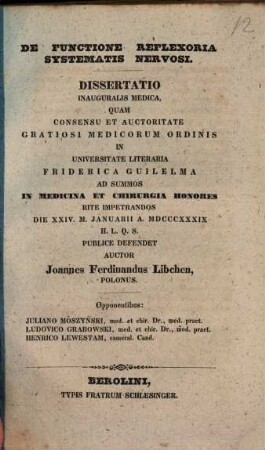 12
DE FUNCTIONE REFLEXORIA
SYSTEMATIS NERVOSI.
DISSERTATIO
INAUGURALIS MEDICA,
QUAM
CONSENSU ET AUCTORITATE
GRATIOSI MEDICORUM ORDINIS
IN
UNIVERSITATE LITERARIA
FRIDERICA GUILELMA
AD SUMMOS
IN MEDICINA ET CHIRURGIA HONORES
RITE IMPETRANDOS
DIE XXIV. M. JANUARII A. MDCCCXXXIX
H. L. Q. S.
PUBLICE DEFENDET
AUCTOR
Joannes Ferdinandus Libchen,
POLONUS.
Opponentibus:
JULIANO MOSZYŃSKI, med. et chir. Dr., med. pract.
LUDOVICO GRABOWSKI, med. et chir. Dr., med. pract.
HENRICO LEWESTAM, cameral. Cand.
BEROLINI,
TYPIS FRATRUM SCHLESINGER.